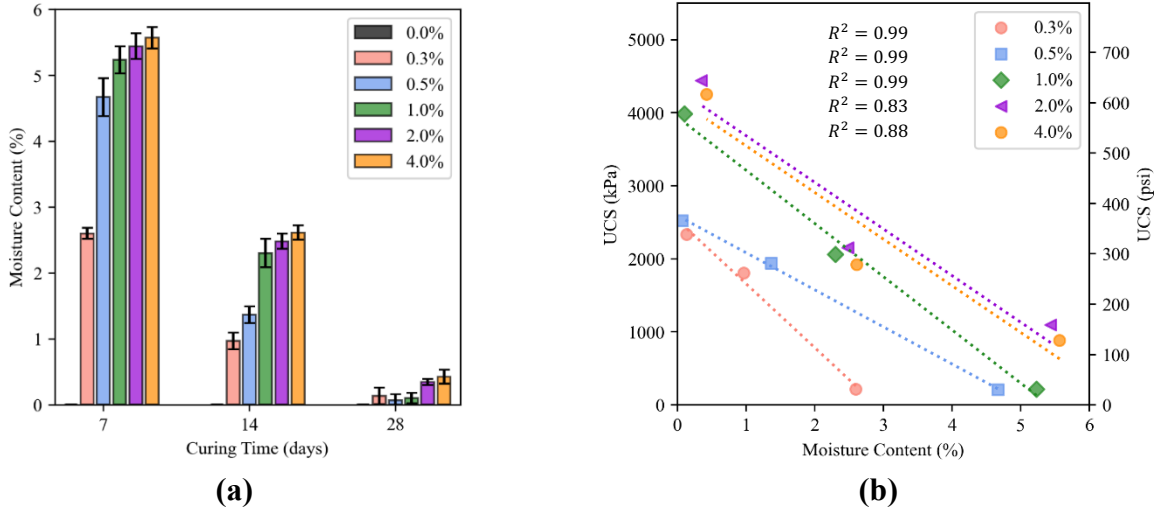 6
5
4
3
2
1
0
Moisture Content (%)
0.0%
0.3%
0.5%
1.0%
2.0%
4.0%
7
14
28
Curing Time (days)
(a)
5000
4000
3000
2000
1000
0
UCS (kPa)
R² = 0.99
R² = 0.99
R² = 0.99
R² = 0.83
R² = 0.88
0.3%
0.5%
1.0%
2.0%
4.0%
700
600
500
400
300
200
100
0
UCS (psi)
0 1 2 3 4 5 6
Moisture Content (%)
(b)